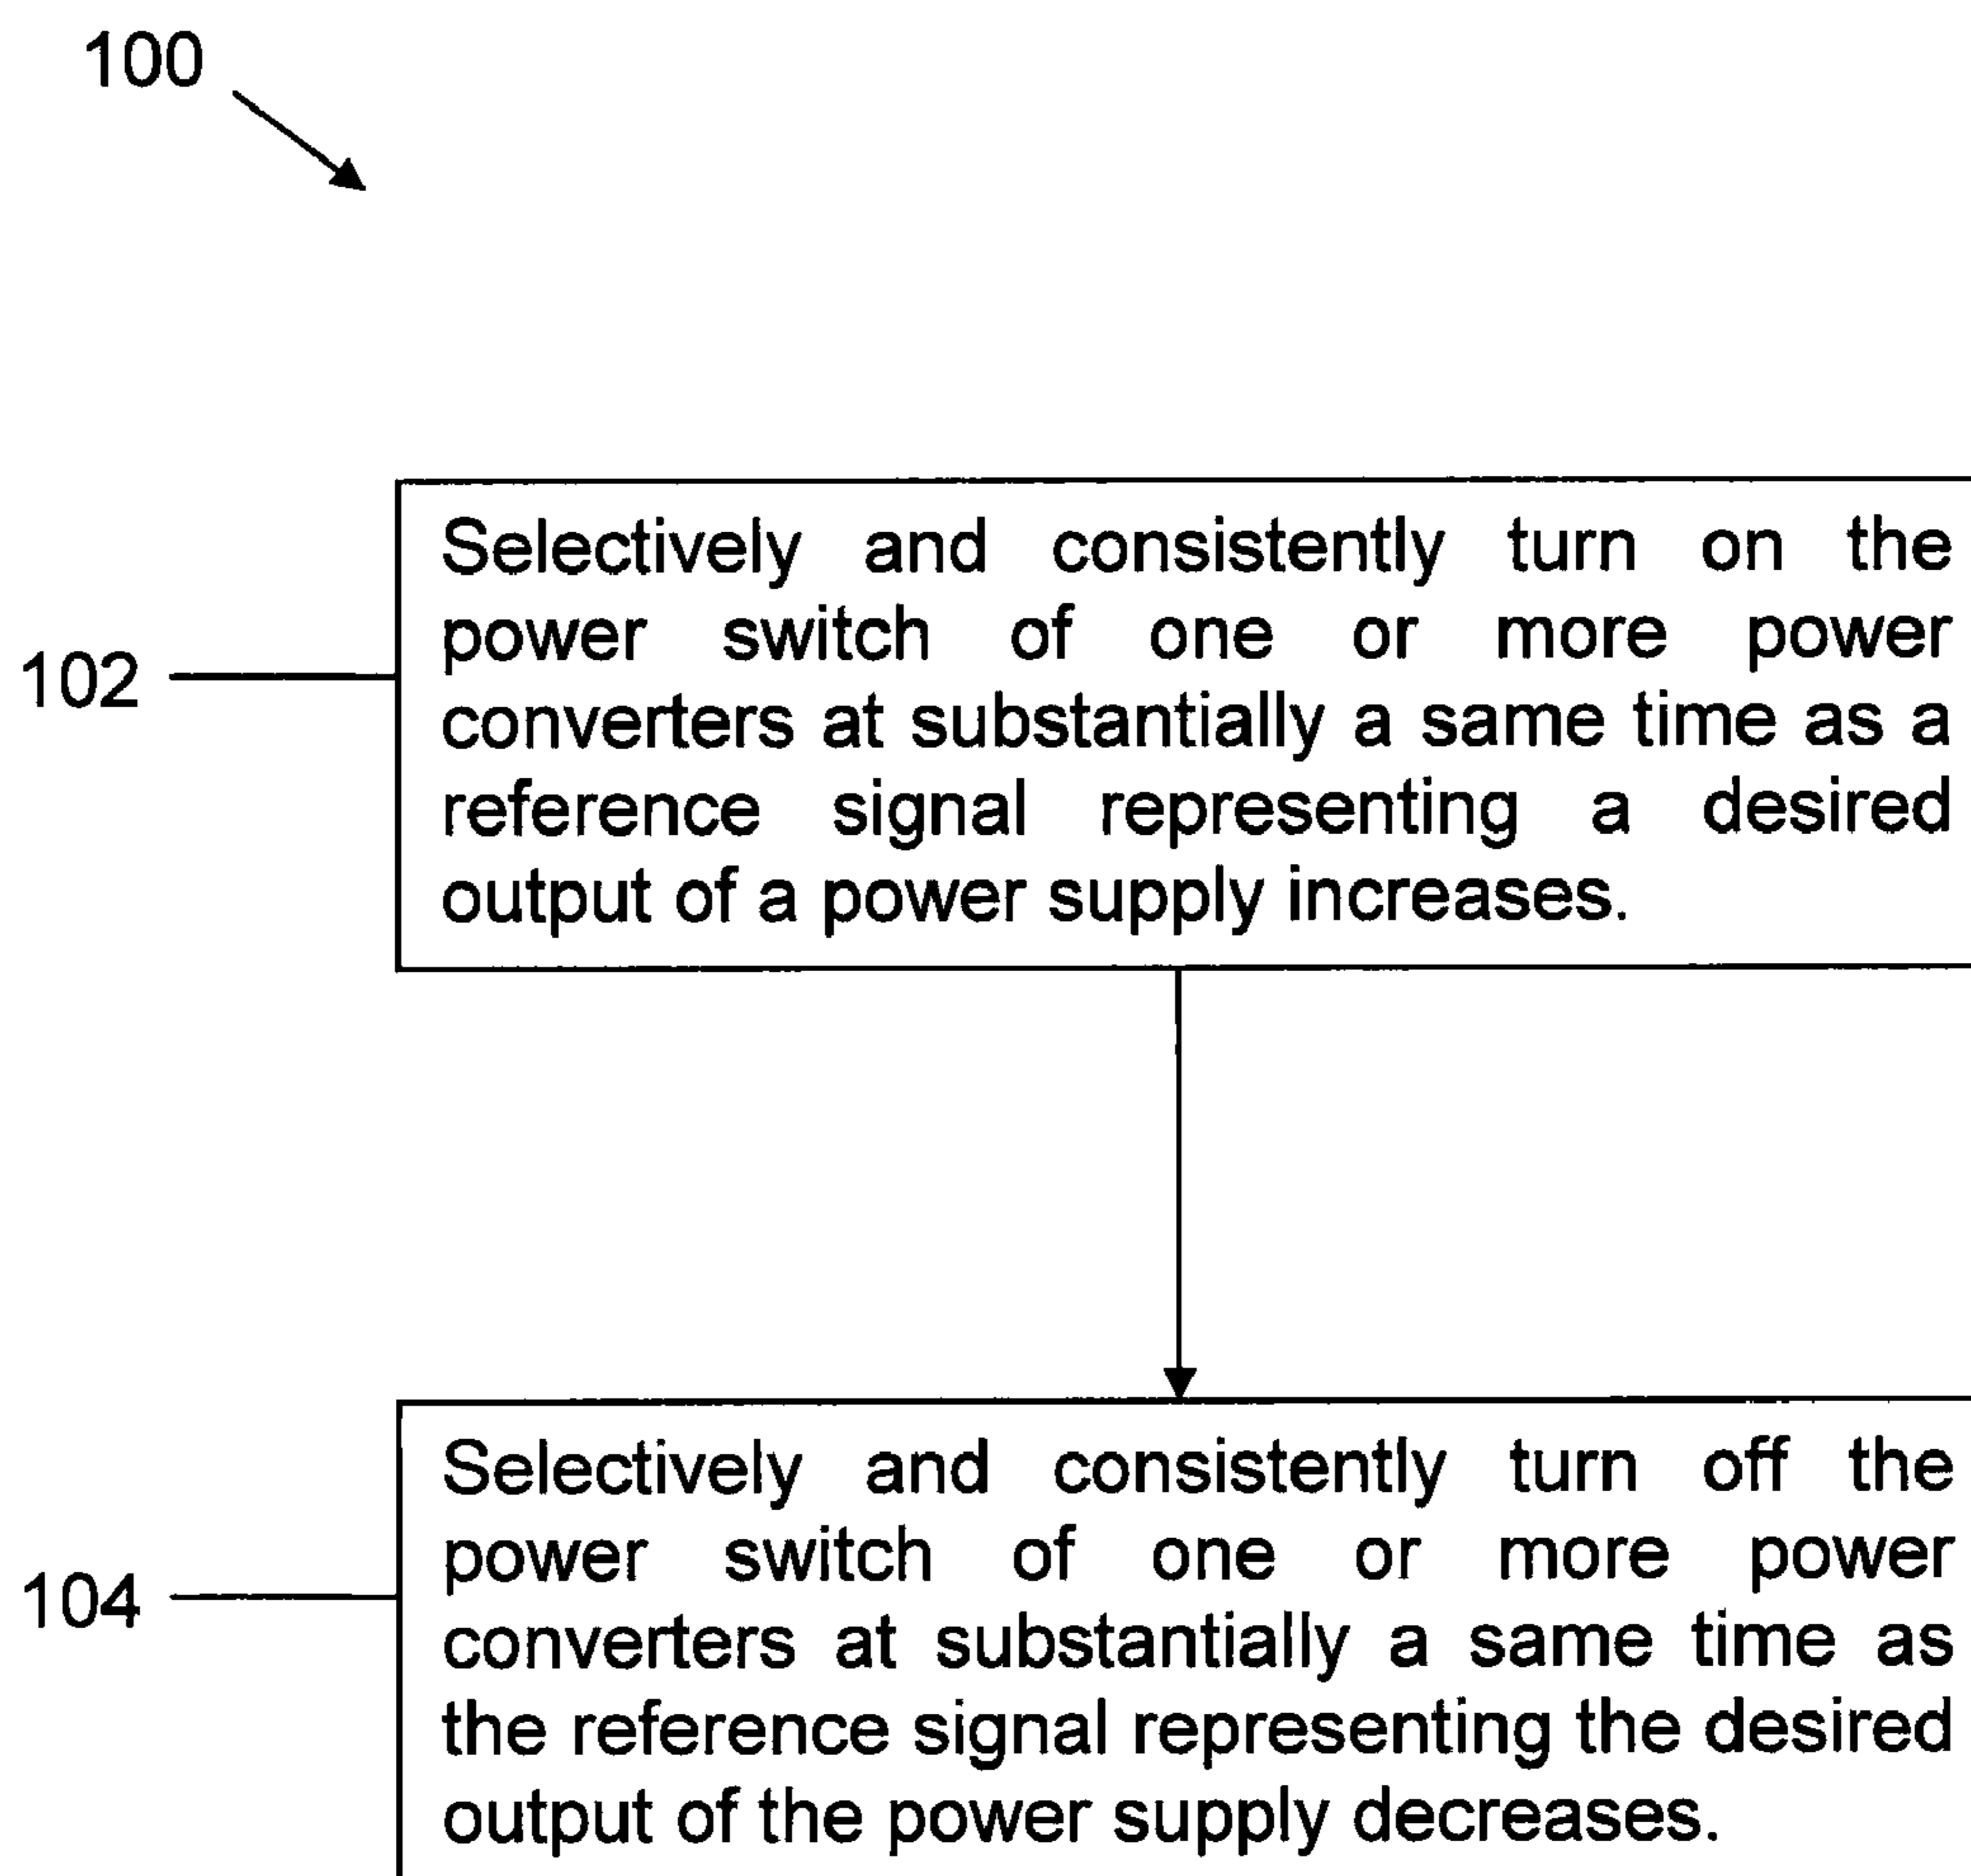 100
102
Selectively and consistently turn on the
power switch of one or more power
converters at substantially a same time as a
reference signal representing a desired
output of a power supply increases.
104
Selectively and consistently turn off the
power switch of one or more power
converters at substantially a same time as
the reference signal representing the desired
output of the power supply decreases.